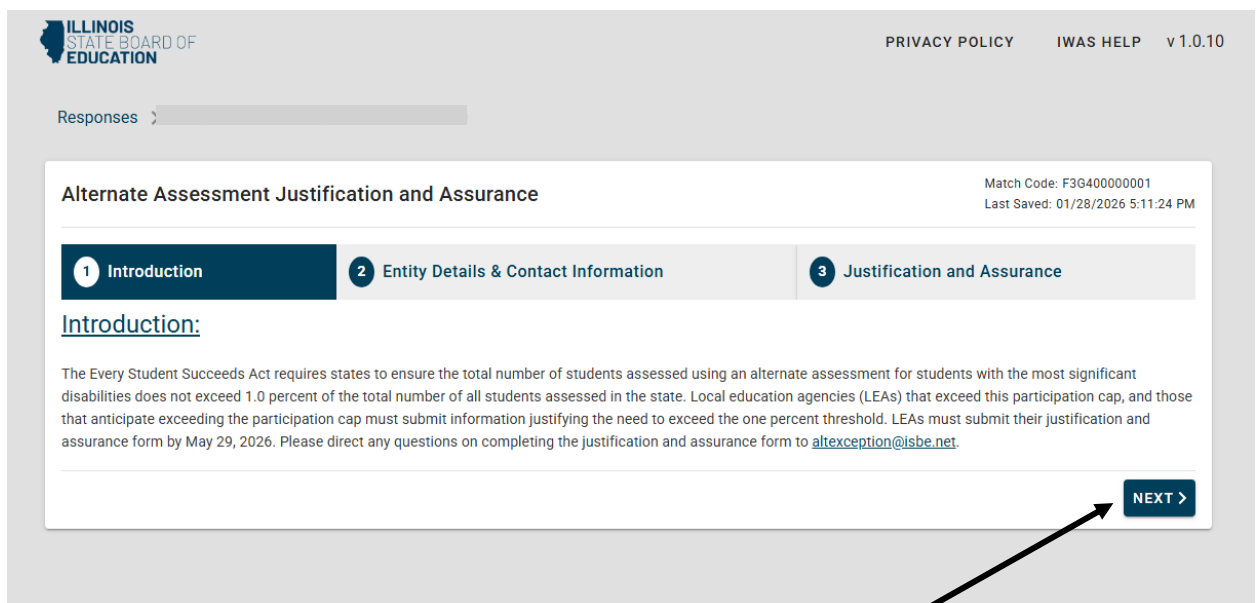 ILLINOIS
STATE BOARD OF
EDUCATION
PRIVACY POLICY IWAS HELP v 1.0.10
Responses
Alternate Assessment Justification and Assurance
Match Code: F3G400000001
Last Saved: 01/28/2026 5:11:24 PM
1 Introduction
2 Entity Details & Contact Information
3 Justification and Assurance
Introduction:
The Every Student Succeeds Act requires states to ensure the total number of students assessed using an alternate assessment for students with the most significant
disabilities does not exceed 1.0 percent of the total number of all students assessed in the state. Local education agencies (LEAs) that exceed this participation cap, and those
that anticipate exceeding the participation cap must submit information justifying the need to exceed the one percent threshold. LEAs must submit their justification and
assurance form by May 29, 2026. Please direct any questions on completing the justification and assurance form to altexception@isbe.net.
NEXT >